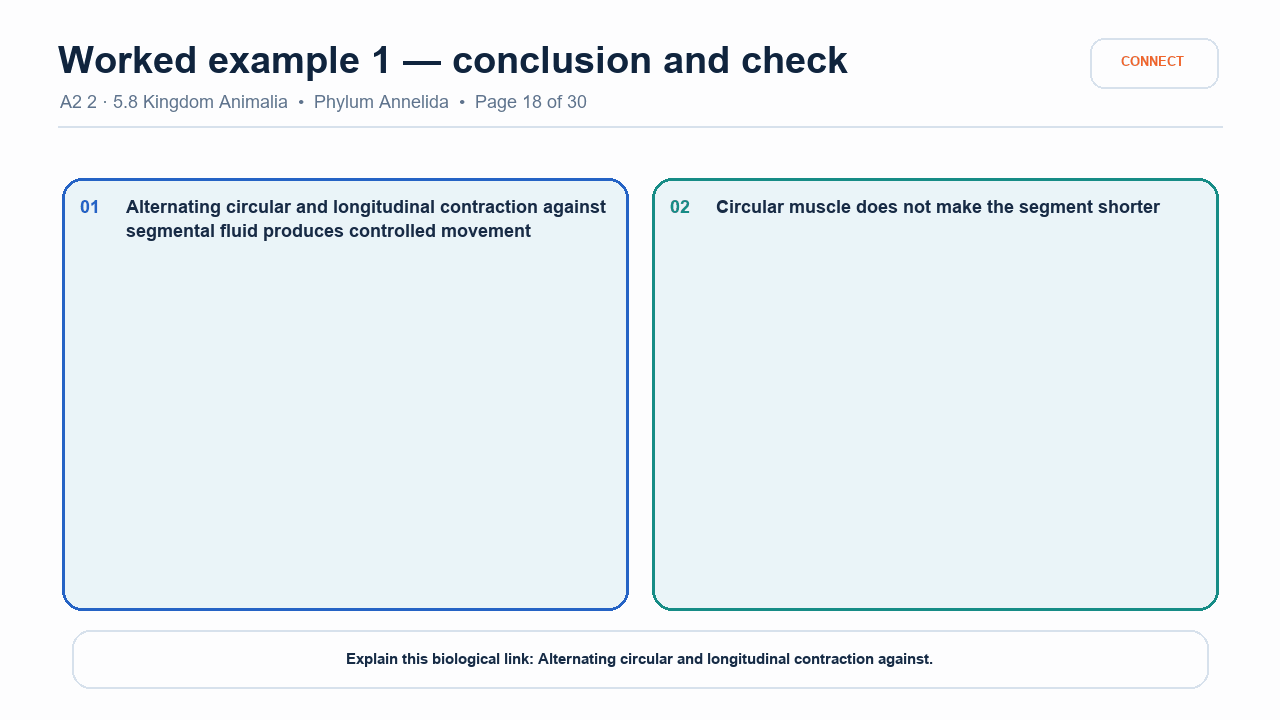 Worked example 1 — conclusion and check
CONNECT
A2 2 · 5.8 Kingdom Animalia • Phylum Annelida • Page 18 of 30
01 Alternating circular and longitudinal contraction against
segmental fluid produces controlled movement
02 Circular muscle does not make the segment shorter
Explain this biological link: Alternating circular and longitudinal contraction against.